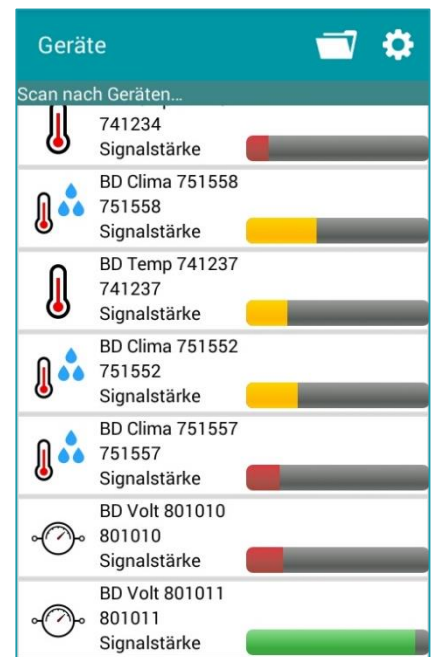 Geräte
Scan nach Geräten...
741234
Signalstärke
BD Clima 751558
751558
Signalstärke
BD Temp 741237
741237
Signalstärke
BD Clima 751552
751552
Signalstärke
BD Clima 751557
751557
Signalstärke
BD Volt 801010
801010
Signalstärke
BD Volt 801011
801011
Signalstärke